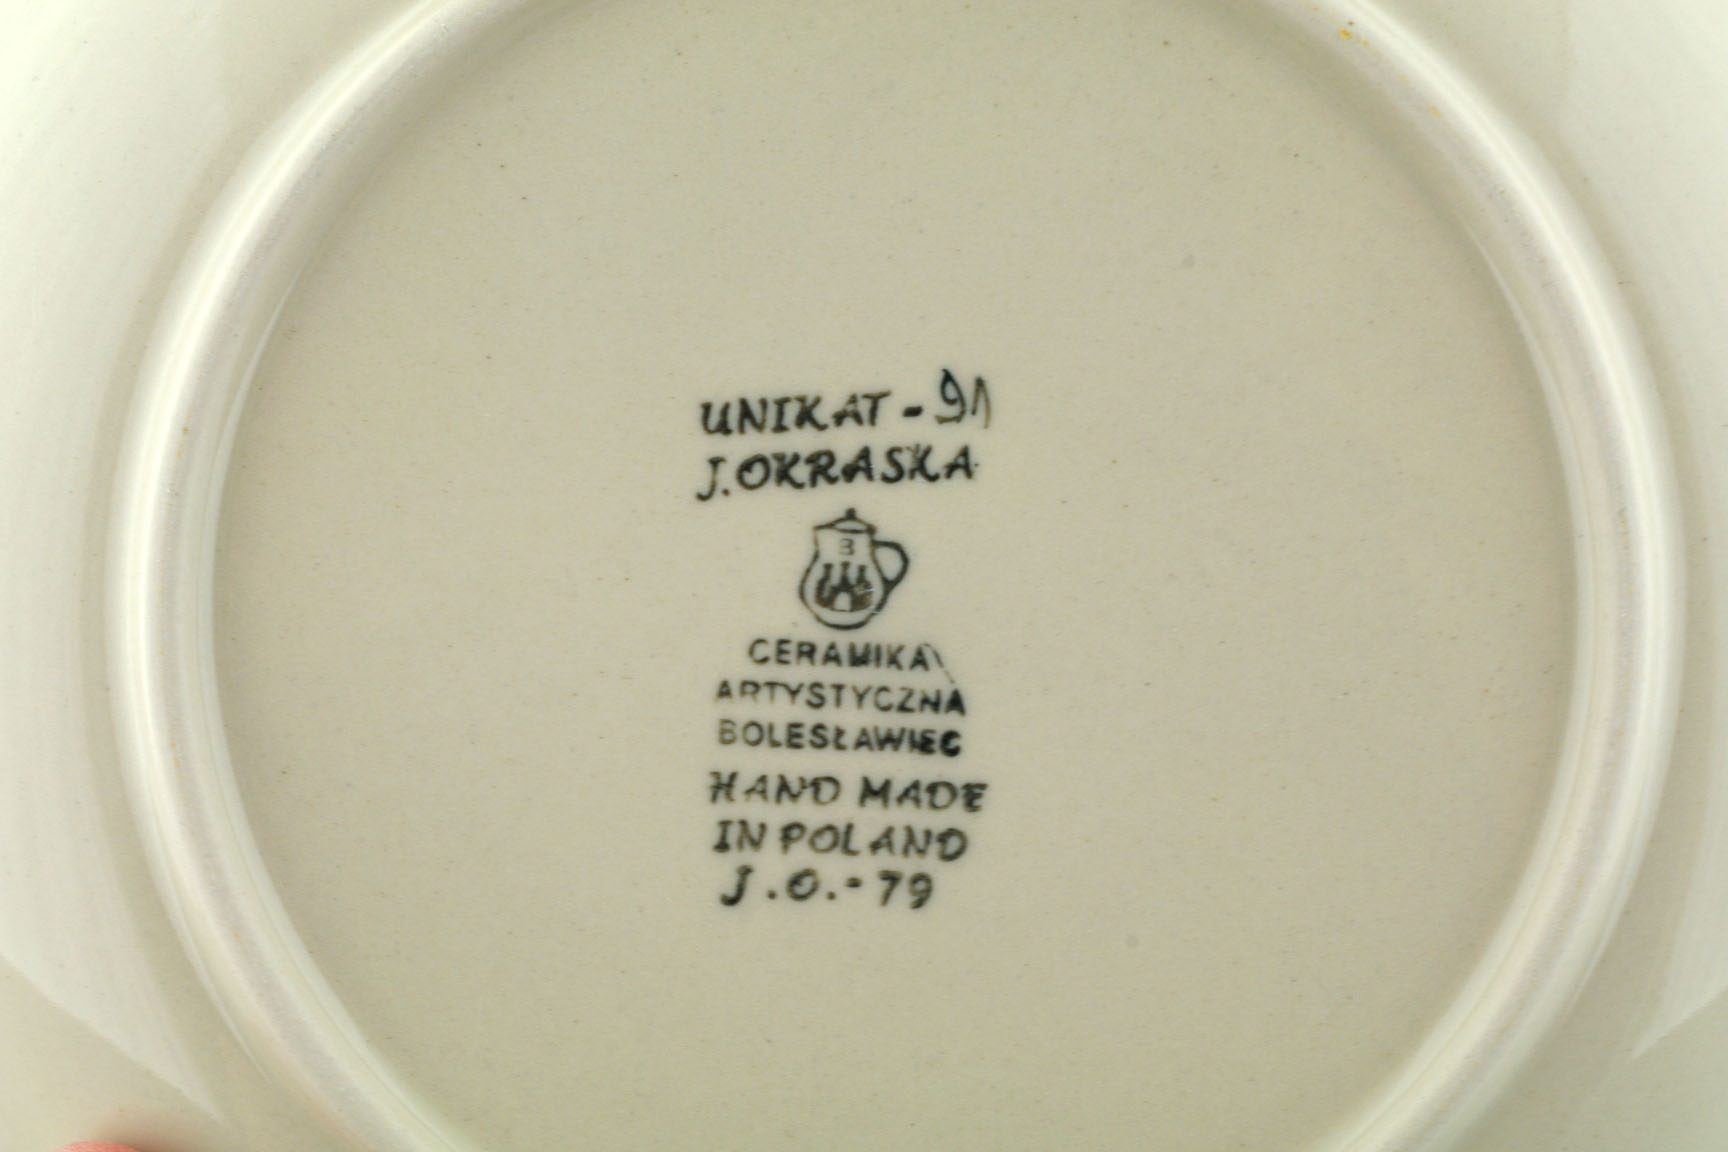 UNIKAT - 91
J. OKRASKA
B
CERAMIKA
ARTYSTYCZNA
BOLESŁAWIEC
HAND MADE
IN POLAND
J.O.- 79